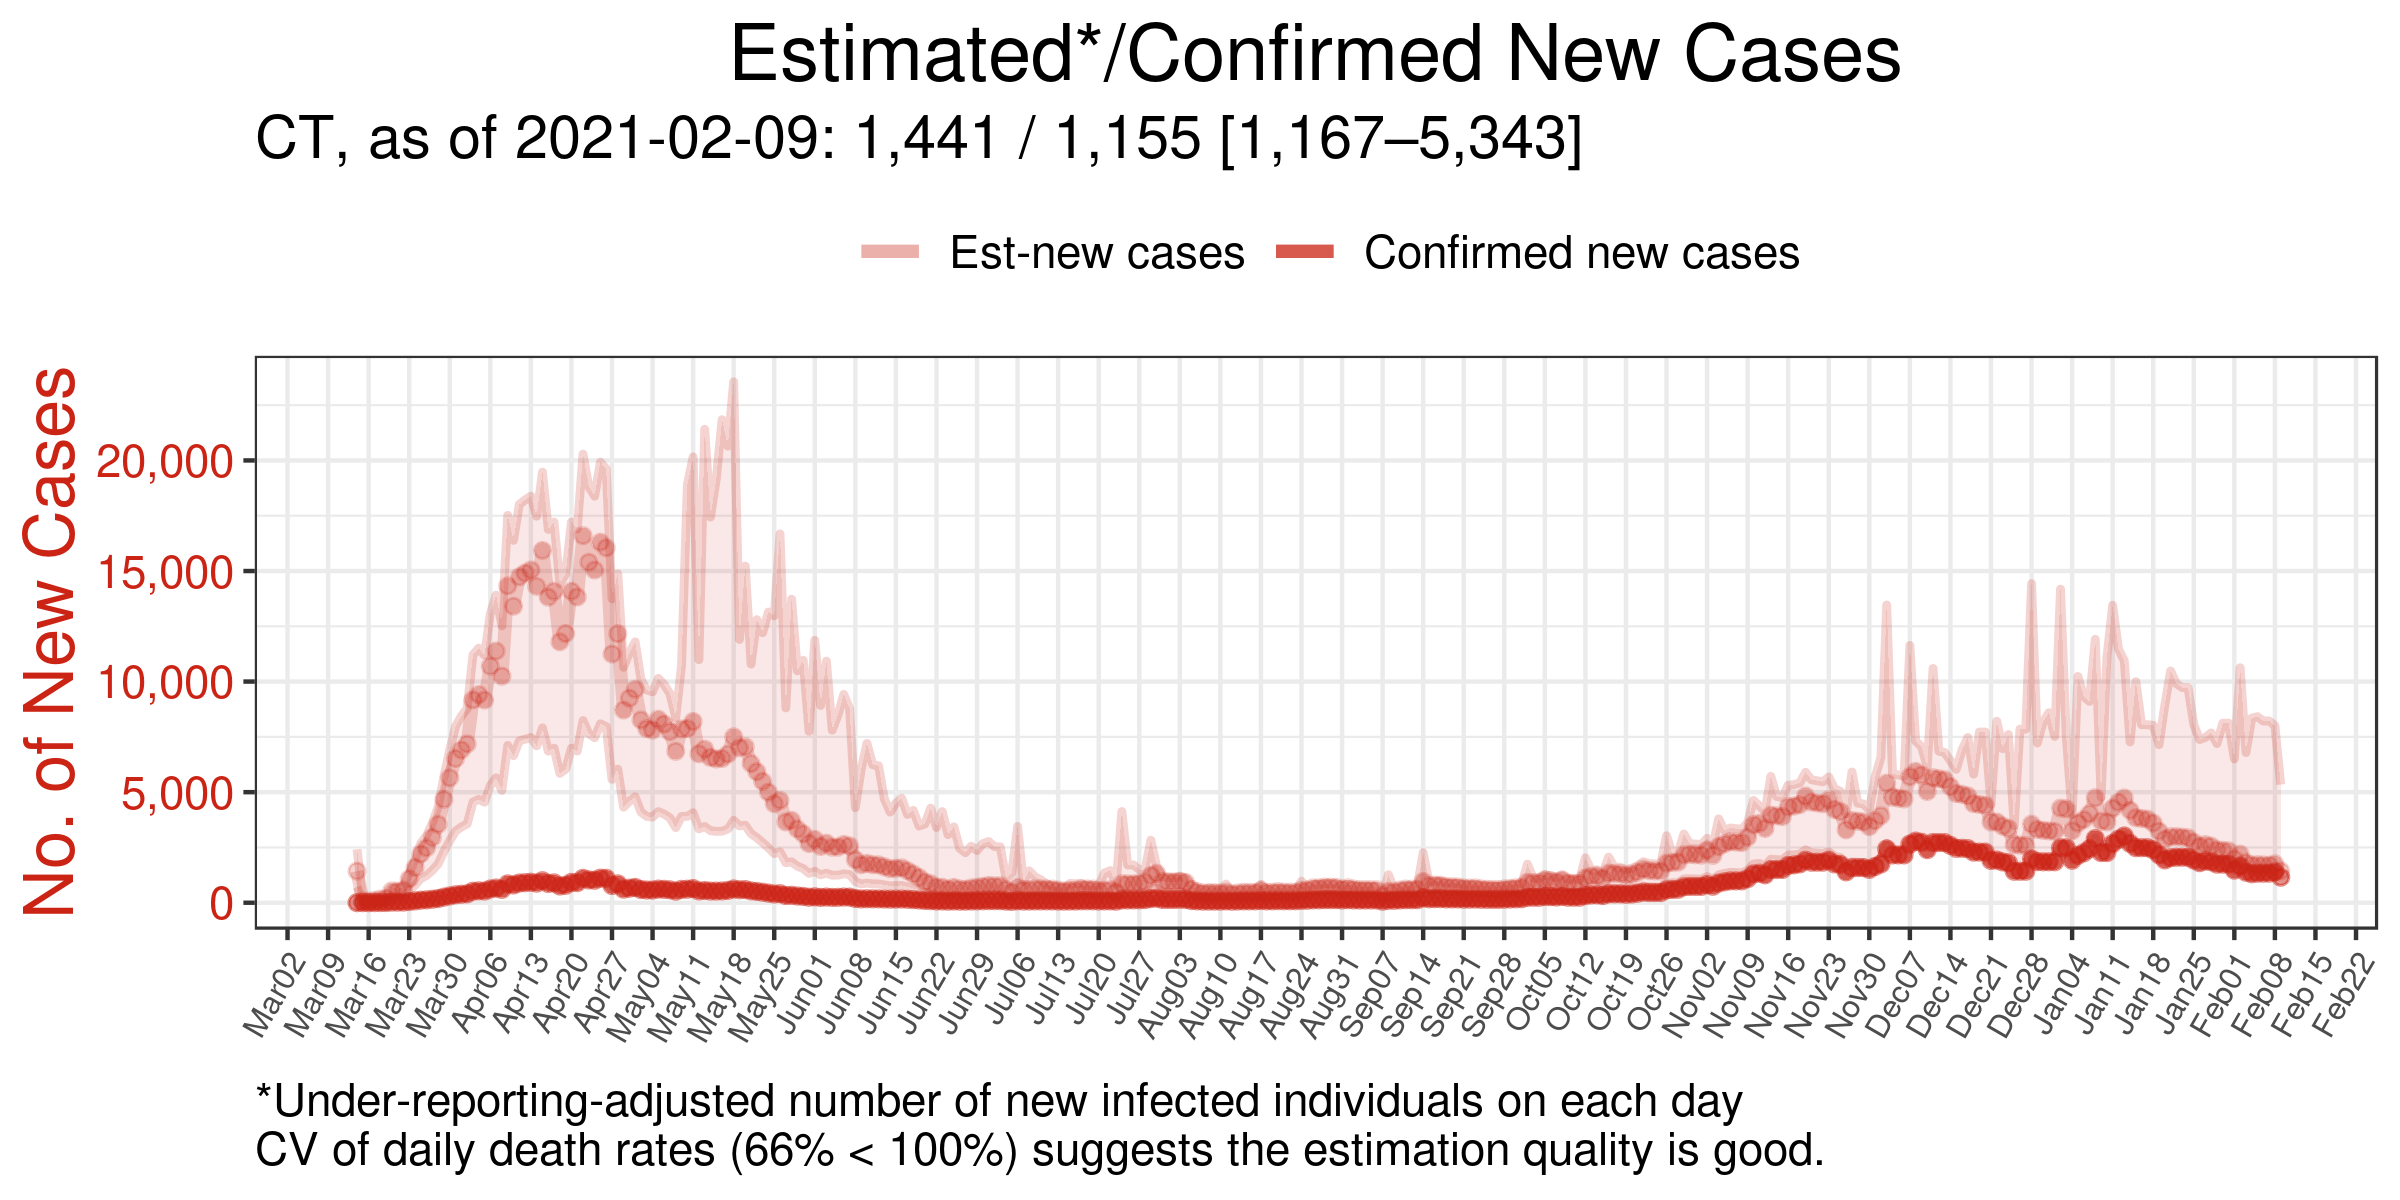 Estimated*/Confirmed New Cases
CT, as of 2021-02-09: 1,441 / 1,155 [1,167–5,343]
Est-new cases Confirmed new cases
No. of New Cases
20,000
15,000
10,000
5,000
0
Mar02 Mar09 Mar16 Mar23 Mar30 Apr06 Apr13 Apr20 Apr27 May04 May11 May18 May25 Jun01 Jun08 Jun15 Jun22 Jun29 Jul06 Jul13 Jul20 Jul27 Aug03 Aug10 Aug17 Aug24 Aug31 Sep07 Sep14 Sep21 Sep28 Oct05 Oct12 Oct19 Oct26 Nov02 Nov09 Nov16 Nov23 Nov30 Dec07 Dec14 Dec21 Dec28 Jan04 Jan11 Jan18 Jan25 Feb01 Feb08 Feb15 Feb22
*Under-reporting-adjusted number of new infected individuals on each day
CV of daily death rates (66% < 100%) suggests the estimation quality is good.